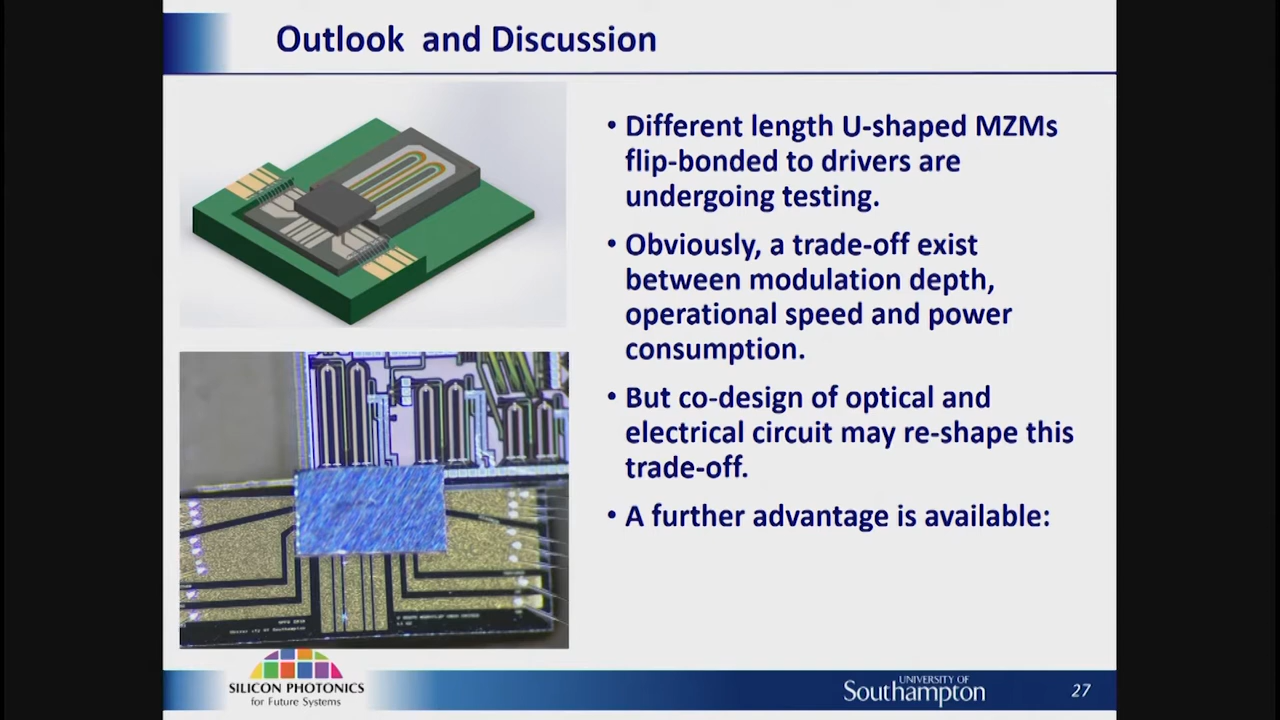 Outlook and Discussion
• Different length U-shaped MZMs
flip-bonded to drivers are
undergoing testing.
• Obviously, a trade-off exist
between modulation depth,
operational speed and power
consumption.
• But co-design of optical and
electrical circuit may re-shape this
trade-off.
• A further advantage is available:
SILICON PHOTONICS
for Future Systems
UNIVERSITY OF
Southampton
27